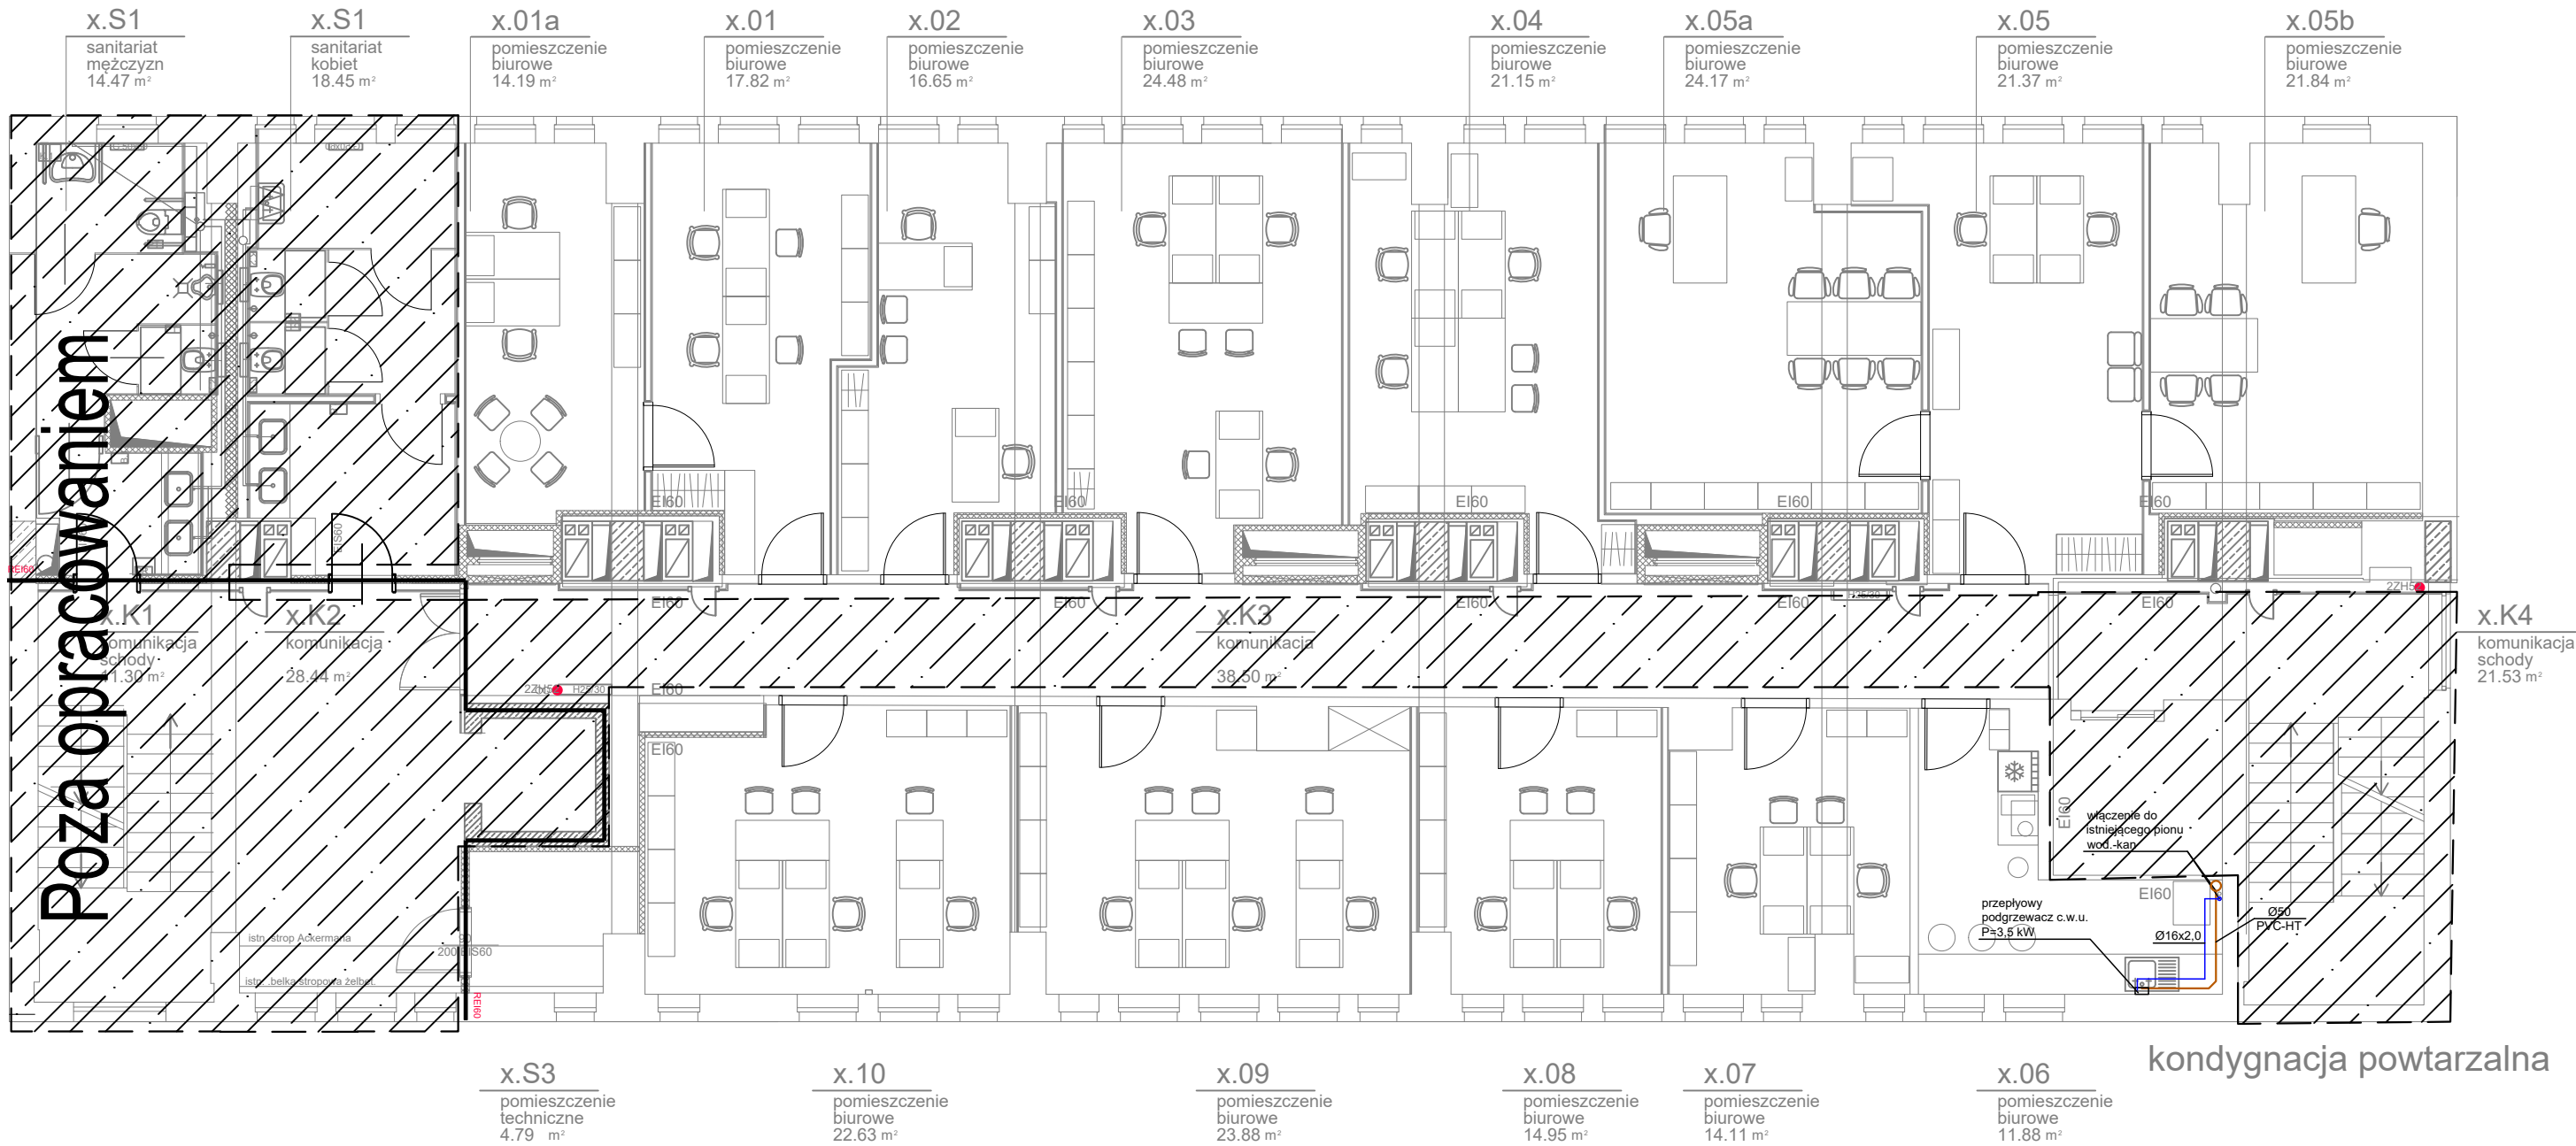 x.S1
sanitariat
mężczyzn
14.47 m²
x.S1
sanitariat
kobiet
18.45 m²
x.01a
pomieszczenie
biurowe
14.19 m²
x.01
pomieszczenie
biurowe
17.82 m²
x.02
pomieszczenie
biurowe
16.65 m²
x.03
pomieszczenie
biurowe
24.48 m²
x.04
pomieszczenie
biurowe
21.15 m²
x.05a
pomieszczenie
biurowe
24.17 m²
x.05
pomieszczenie
biurowe
21.37 m²
x.05b
pomieszczenie
biurowe
21.84 m²
Poza opracowaniem
EI60
EI60
EI60
EI60
EI60
EIS60
REI60
EI60
EI60
EI60
EI60
H25/30
EI60
x.K1
komunikacja
schody
x.K2
komunikacja
28.44 m²
x.K3
komunikacja
38.50 m²
x.K4
komunikacja
schody
21.53 m²
H25/30
EI60
EI60
EI60
włączenie do
istniejącego pionu
wod.-kan
EI60
przepływowy
podgrzewacz c.w.u.
P=3,5 kW
Ø16x2,0
Ø50
PVC-HT
istn. strop Ackermana
istn. belka stropowa żelbet.
REI60
kondygnacja powtarzalna
x.S3
pomieszczenie
techniczne
4.79 m²
x.10
pomieszczenie
biurowe
22.63 m²
x.09
pomieszczenie
biurowe
23.88 m²
x.08
pomieszczenie
biurowe
14.95 m²
x.07
pomieszczenie
biurowe
14.11 m²
x.06
pomieszczenie
biurowe
11.88 m²